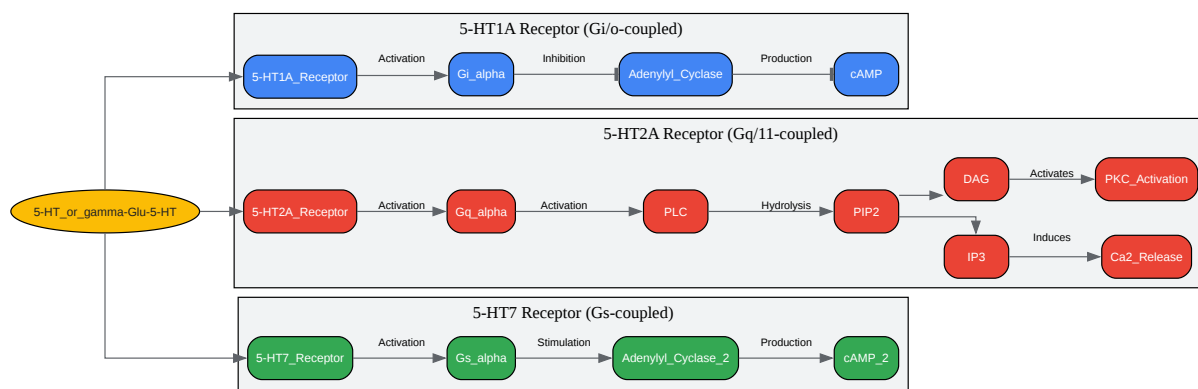 5-HT1A Receptor (Gi/o-coupled)
5-HT1A_Receptor
Activation
Gi_alpha
Inhibition
Adenylyl_Cyclase
Production
cAMP
5-HT_or_gamma-Glu-5-HT
5-HT2A Receptor (Gq/11-coupled)
5-HT2A_Receptor
Activation
Gq_alpha
Activation
PLC
Hydrolysis
PIP2
DAG
Activates
PKC_Activation
IP3
Induces
Ca2_Release
5-HT7 Receptor (Gs-coupled)
5-HT7_Receptor
Activation
Gs_alpha
Stimulation
Adenylyl_Cyclase_2
Production
cAMP_2